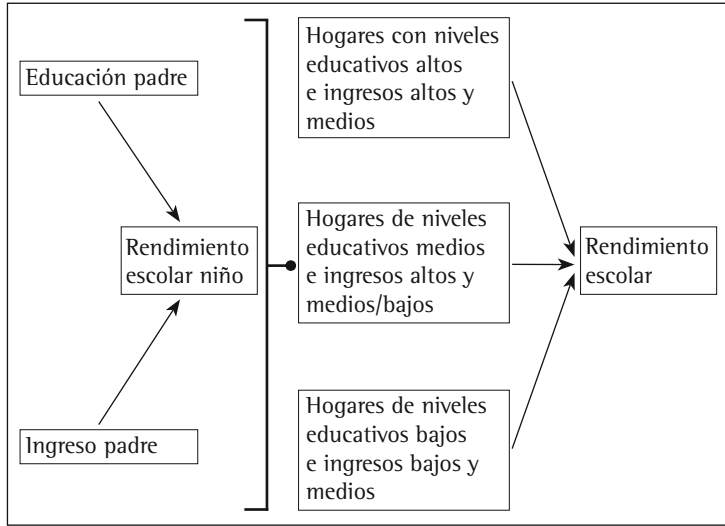 Educación padre
Rendimiento
escolar niño
Ingreso padre
Hogares con niveles
educativos altos
e ingresos altos y
medios
Hogares de niveles
educativos medios
e ingresos altos y
medios/bajos
Hogares de niveles
educativos bajos
e ingresos bajos y
medios
Rendimiento
escolar